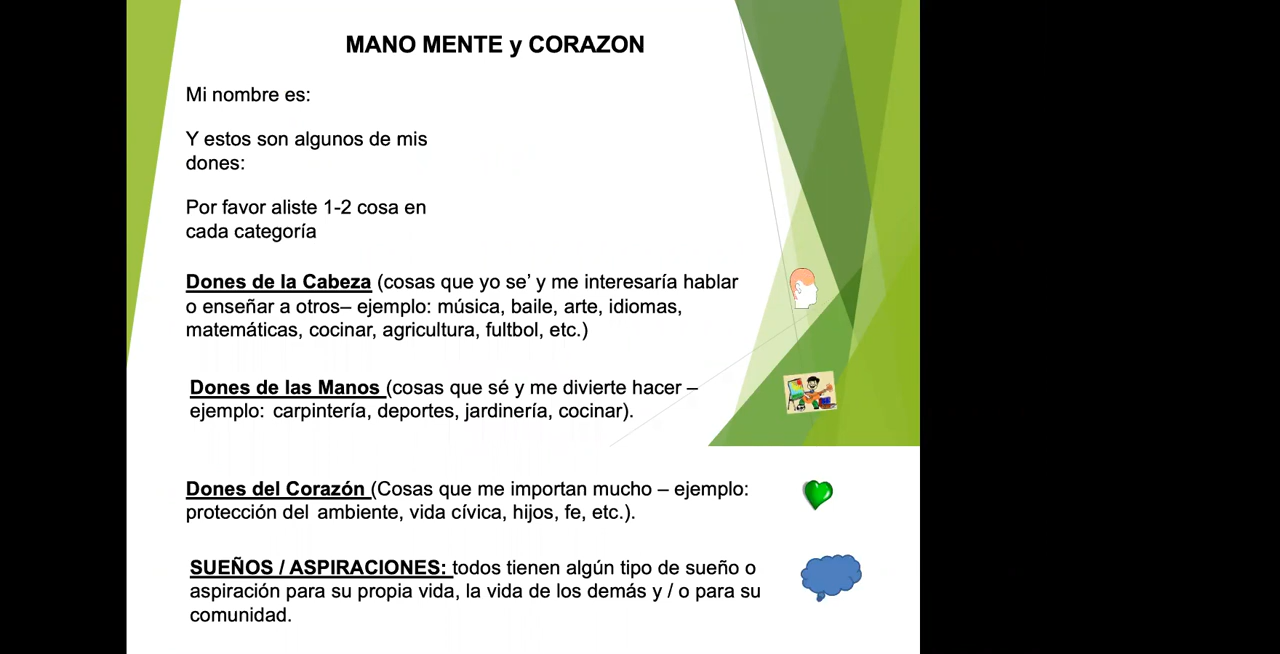 MANO MENTE y CORAZON
Mi nombre es:
Y estos son algunos de mis
dones:
Por favor aliste 1-2 cosa en
cada categoría
Dones de la Cabeza (cosas que yo se’ y me interesaría hablar
o enseñar a otros– ejemplo: música, baile, arte, idiomas,
matemáticas, cocinar, agricultura, fultbol, etc.)
Dones de las Manos (cosas que sé y me divierte hacer –
ejemplo: carpintería, deportes, jardinería, cocinar).
Dones del Corazón (Cosas que me importan mucho – ejemplo:
protección del ambiente, vida cívica, hijos, fe, etc.).
SUEÑOS / ASPIRACIONES: todos tienen algún tipo de sueño o
aspiración para su propia vida, la vida de los demás y / o para su
comunidad.